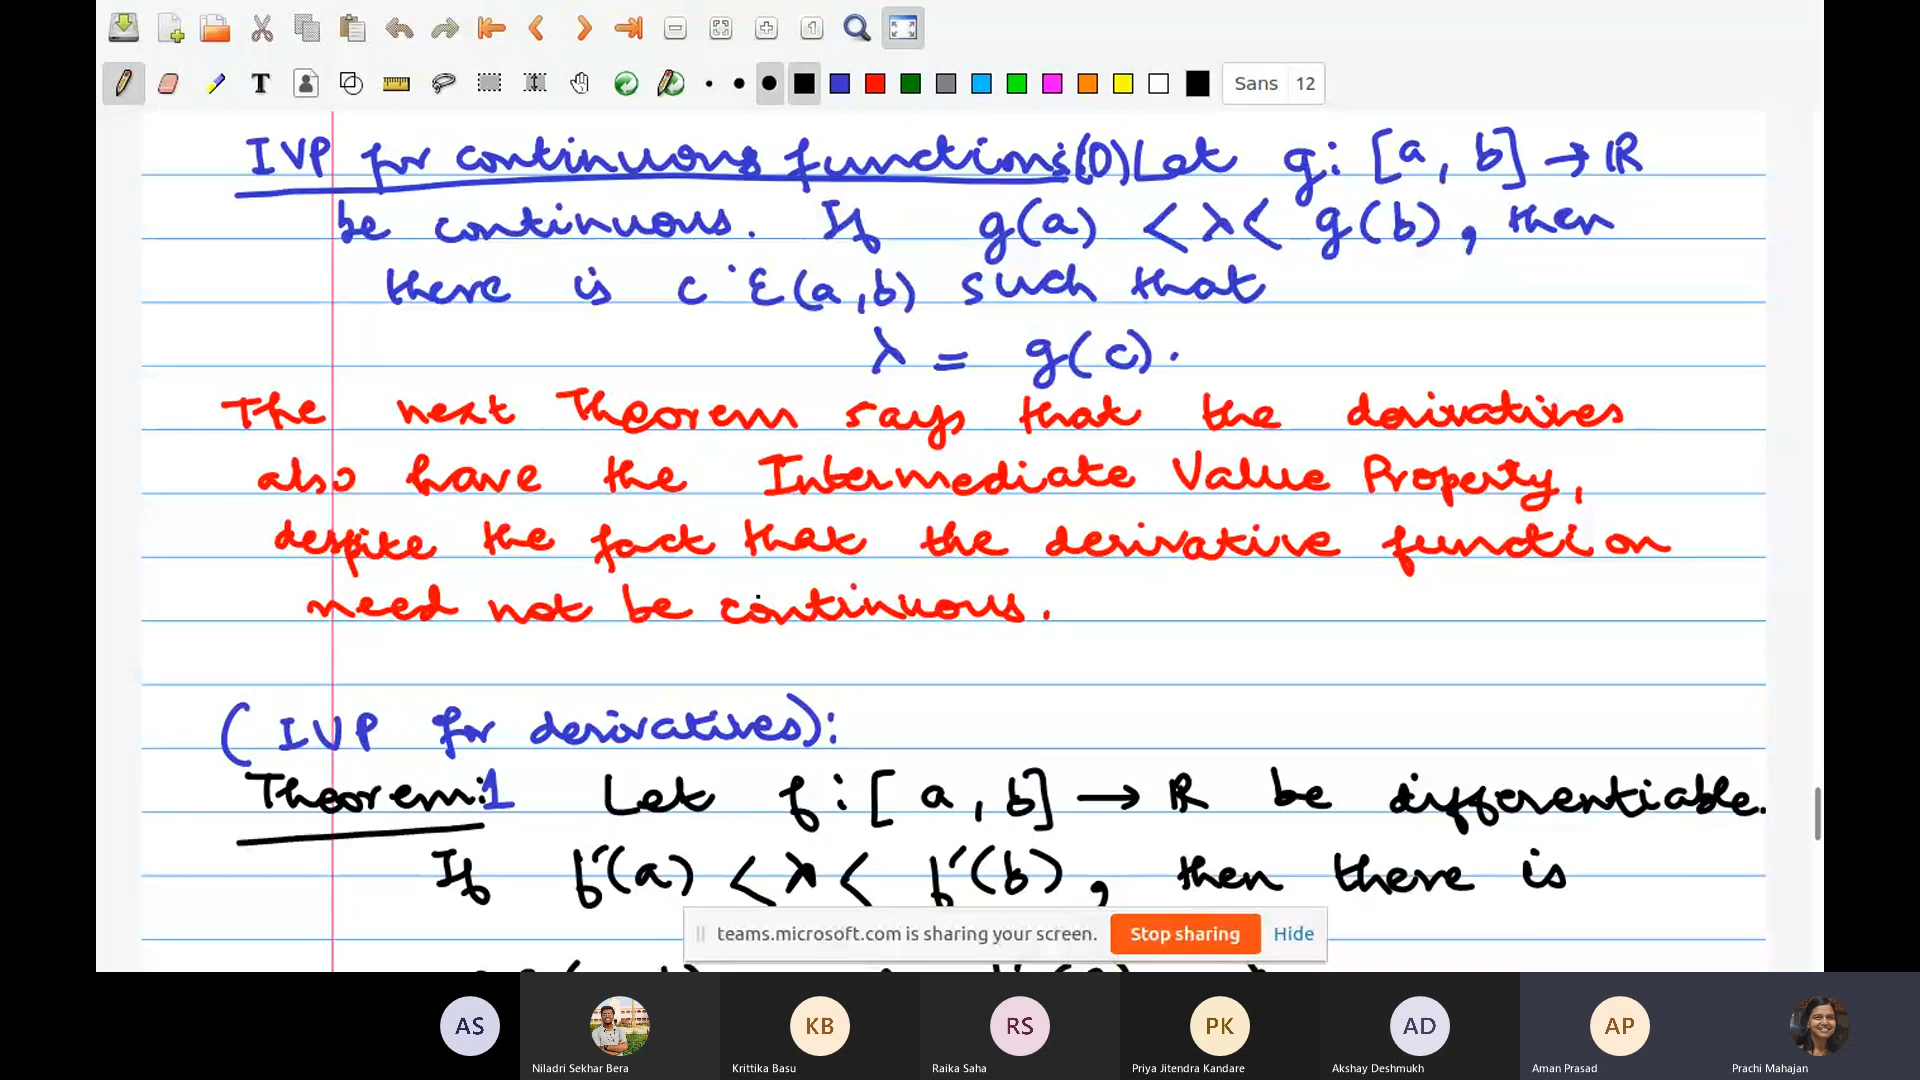 Sans 12
IVP for continuous functions:(0) Let g: [a, b] → ℝ
be continuous. If g(a) < λ < g(b), then
there is c ∈ (a, b) such that
λ = g(c).
The next Theorem says that the derivatives
also have the Intermediate Value Property,
despite the fact that the derivative function
need not be continuous.
(IVP for derivatives):
Theorem:1 Let f: [a, b] → ℝ be differentiable.
If f'(a) < λ < f'(b), then there is
teams.microsoft.com is sharing your screen. Stop sharing Hide
AS KB RS PK AD AP
Niladri Sekhar Bera Krittika Basu Raika Saha Priya Jitendra Kandare Akshay Deshmukh Aman Prasad Prachi Mahajan